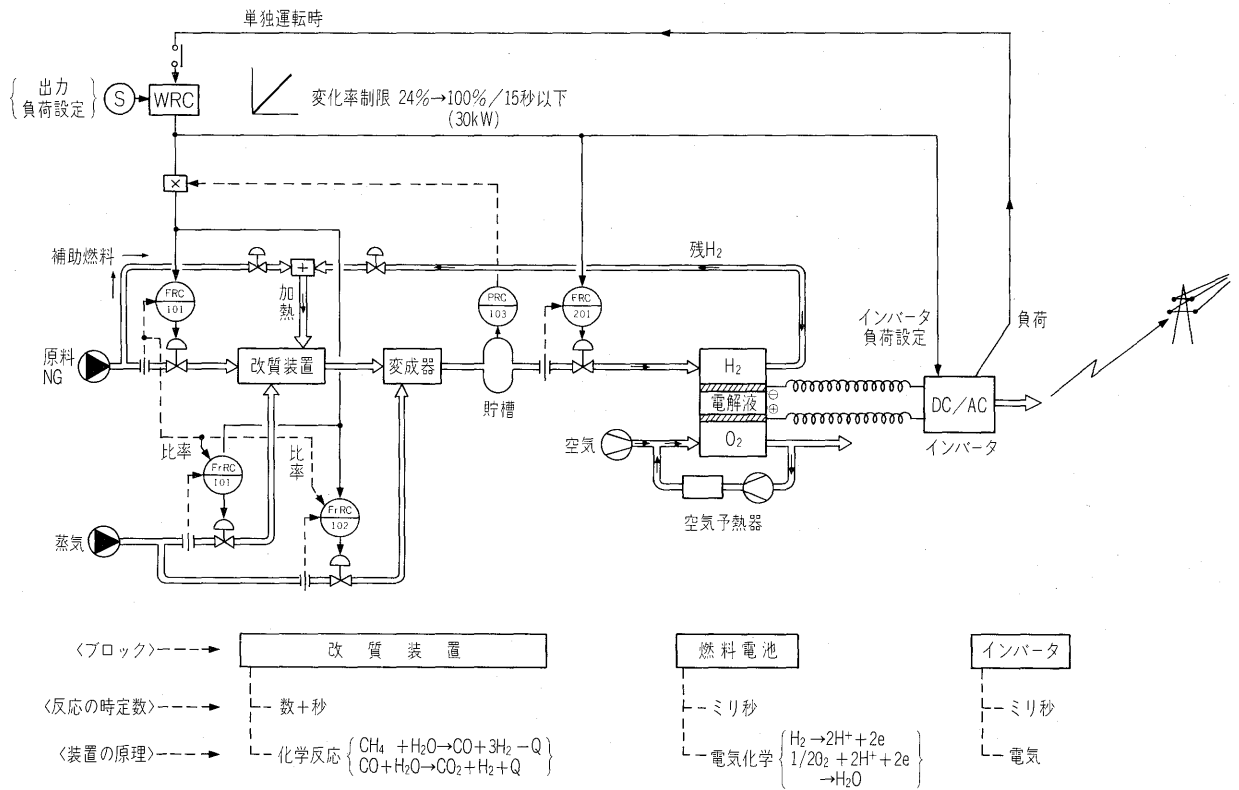 単独運転時
出力
負荷設定
S
WRC
変化率制限 24%→100%/15秒以下
(30kW)
×
補助燃料
残H₂
+
加熱
FRC
101
PRC
103
FRC
201
インバータ
負荷設定
負荷
原料
NG
改質装置
変成器
貯槽
H₂
電解液
O₂
⊖
⊕
DC/AC
インバータ
空気
空気予熱器
比率
比率
FrRC
101
FrRC
102
蒸気
〈ブロック〉
改質装置
燃料電池
インバータ
〈反応の時定数〉
数+秒
ミリ秒
ミリ秒
〈装置の原理〉
化学反応
CH₄ +H₂O→CO+3H₂−Q
CO+H₂O→CO₂+H₂+Q
電気化学
H₂→2H⁺+2e
1/2O₂+2H⁺+2e
→H₂O
電気